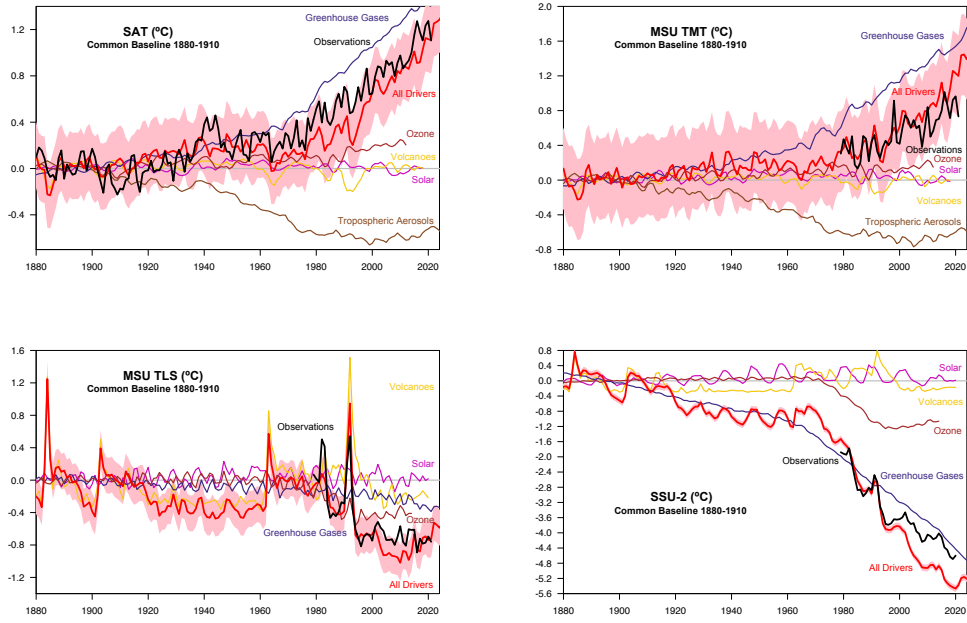 SAT (ºC)
Common Baseline 1880-1910
Greenhouse Gases
Observations
All Drivers
Ozone
Volcanoes
Solar
Tropospheric Aerosols
1.2
0.8
0.4
0.0
-0.4
1880 1900 1920 1940 1960 1980 2000 2020
MSU TMT (ºC)
Common Baseline 1880-1910
Greenhouse Gases
All Drivers
Observations
Ozone
Solar
Volcanoes
Tropospheric Aerosols
2.0
1.6
1.2
0.8
0.4
0.0
-0.4
-0.8
1880 1900 1920 1940 1960 1980 2000 2020
MSU TLS (ºC)
Common Baseline 1880-1910
Volcanoes
Observations
Solar
Ozone
Greenhouse Gases
All Drivers
1.6
1.2
0.8
0.4
0.0
-0.4
-0.8
-1.2
1880 1900 1920 1940 1960 1980 2000 2020
Solar
Volcanoes
Ozone
Observations
Greenhouse Gases
SSU-2 (ºC)
Common Baseline 1880-1910
All Drivers
0.8
0.4
0.0
-0.4
-0.8
-1.2
-1.6
-2.0
-2.4
-2.8
-3.2
-3.6
-4.0
-4.4
-4.8
-5.2
-5.6
1880 1900 1920 1940 1960 1980 2000 2020